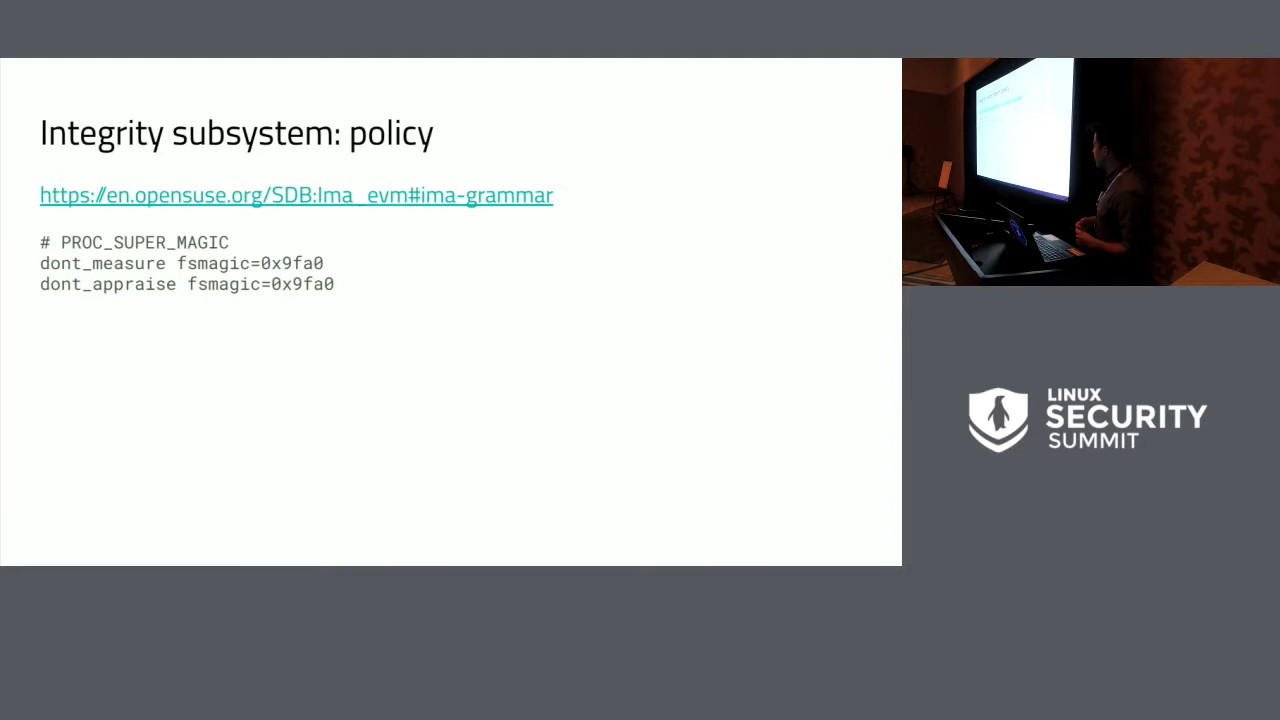 Integrity subsystem: policy
https://en.opensuse.org/SDB:Ima_evm#ima-grammar
# PROC_SUPER_MAGIC
dont_measure fsmagic=0x9fa0
dont_appraise fsmagic=0x9fa0
LINUX
SECURITY
SUMMIT